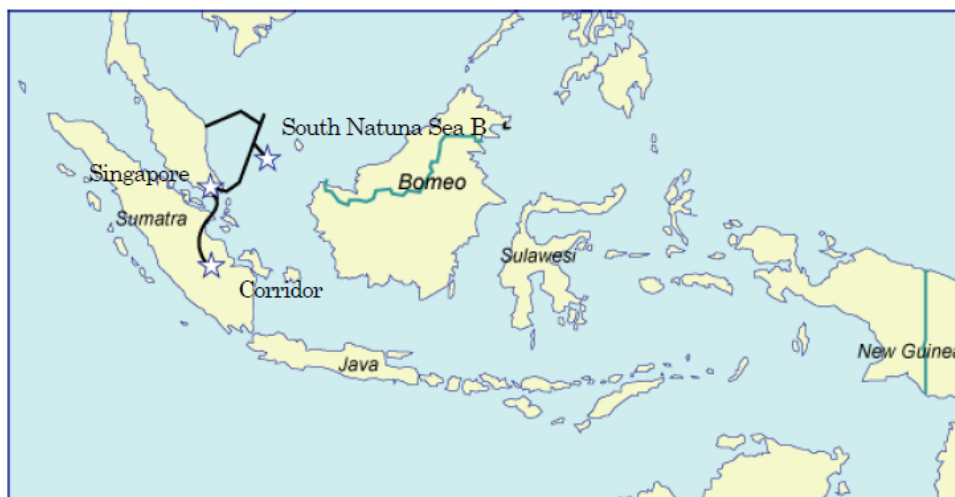 South Natuna Sea B
Singapore
Borneo
Sumatra
Sulawesi
Corridor
Java
New Guinea